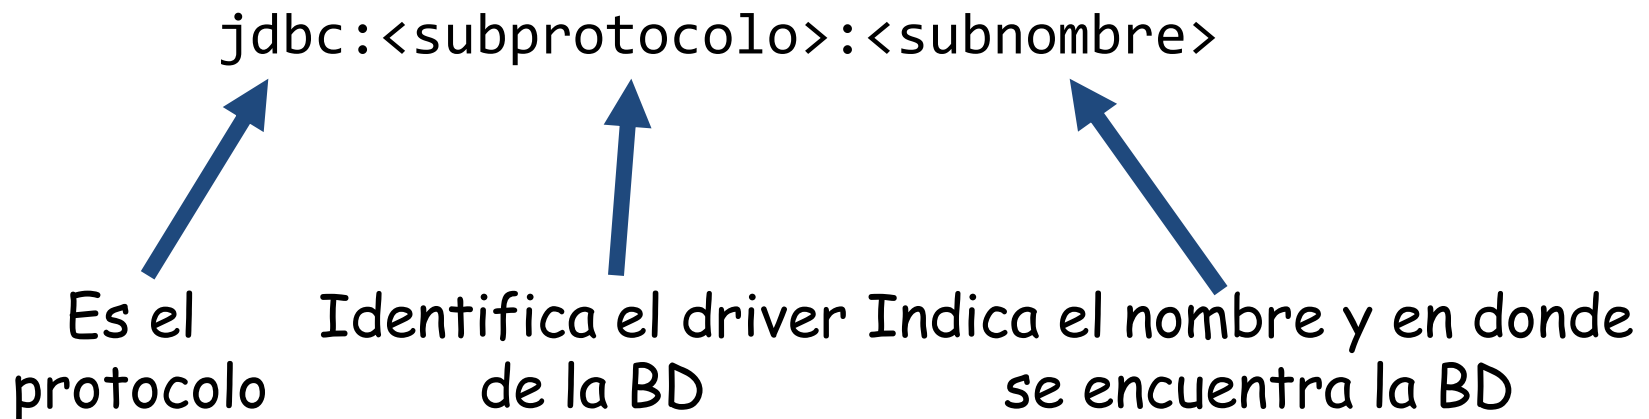 jdbc:<subprotocolo>:<subnombre>
Es el
protocolo
Identifica el driver
de la BD
Indica el nombre y en donde
se encuentra la BD